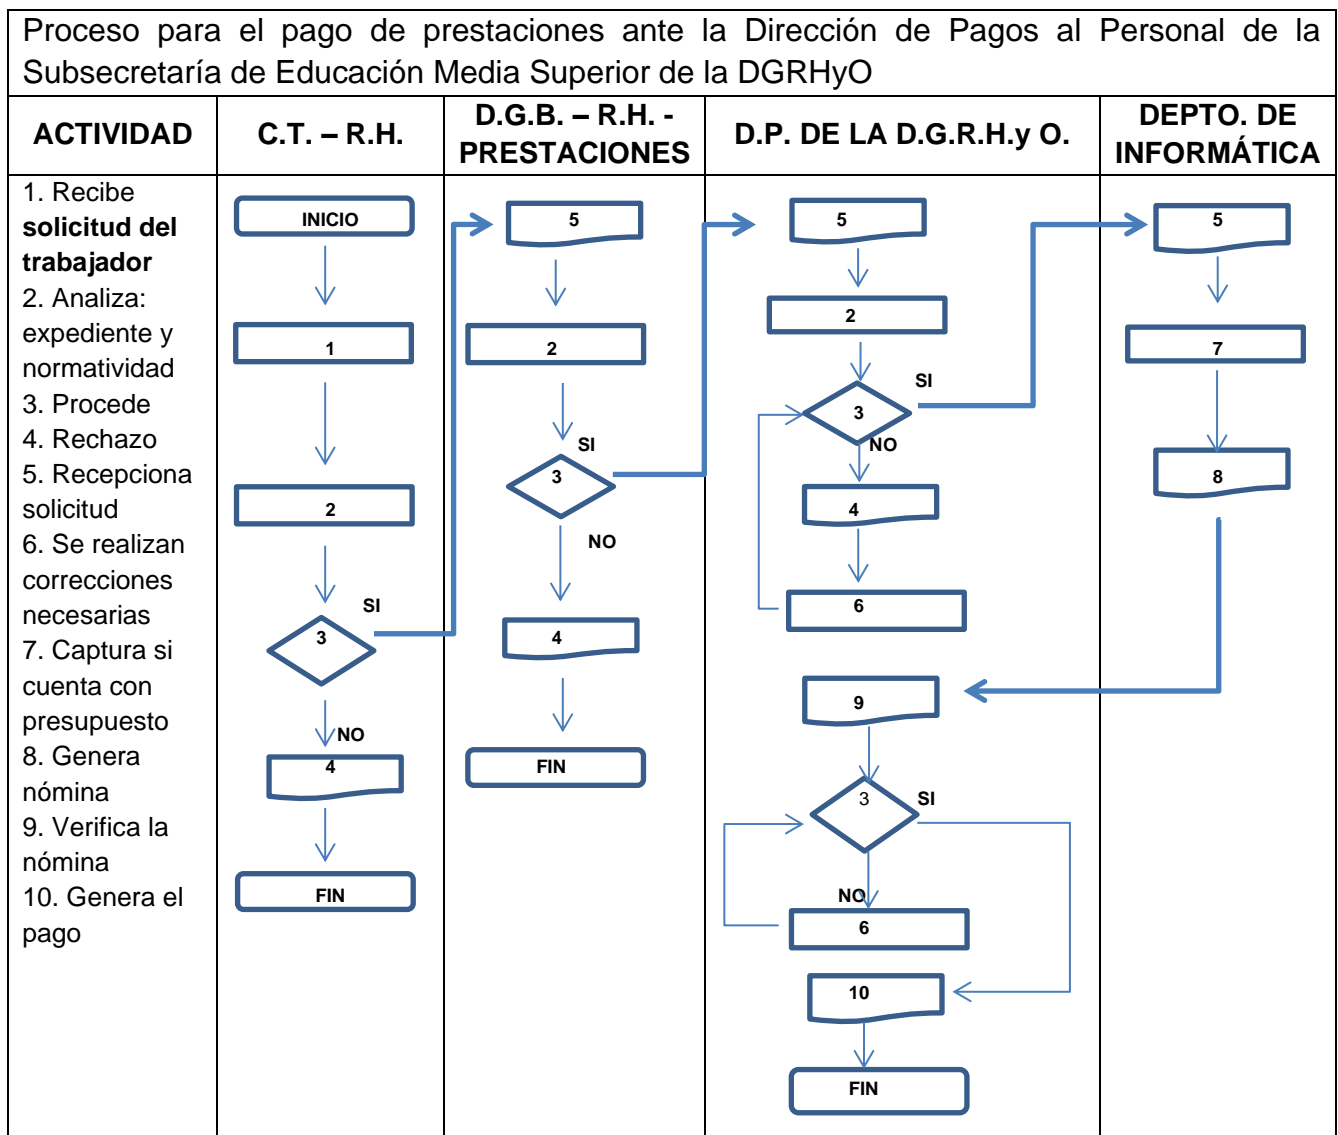 Proceso para el pago de prestaciones ante la Dirección de Pagos al Personal de la
Subsecretaría de Educación Media Superior de la DGRHyO
ACTIVIDAD
C.T. – R.H.
D.G.B. – R.H. -
PRESTACIONES
D.P. DE LA D.G.R.H.y O.
DEPTO. DE
INFORMÁTICA
1. Recibe
solicitud del
trabajador
2. Analiza:
expediente y
normatividad
3. Procede
4. Rechazo
5. Recepciona
solicitud
6. Se realizan
correcciones
necesarias
7. Captura si
cuenta con
presupuesto
8. Genera
nómina
9. Verifica la
nómina
10. Genera el
pago
INICIO
1
2
SI
3
NO
4
FIN
5
2
SI
3
NO
4
FIN
5
2
SI
3
NO
4
6
9
3
SI
NO
6
10
FIN
5
7
8